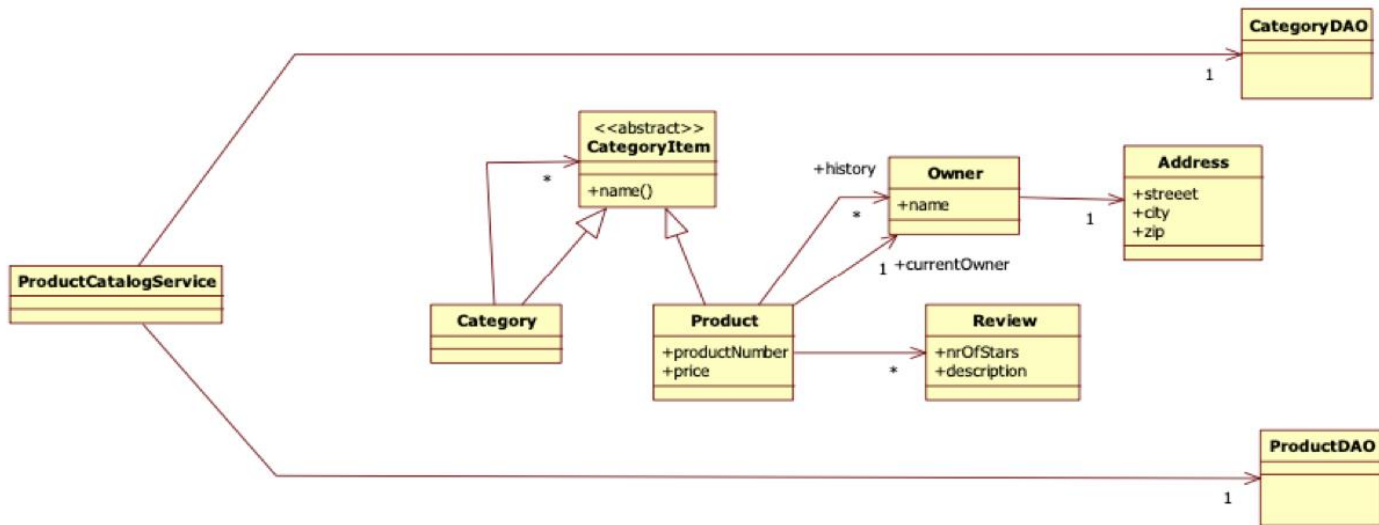 CategoryDAO
1
<<abstract>>
CategoryItem
+name()
*
+history
*
Owner
+name
1
Address
+streeet
+city
+zip
1
+currentOwner
ProductCatalogService
Category
Product
+productNumber
+price
*
Review
+nrOfStars
+description
ProductDAO
1